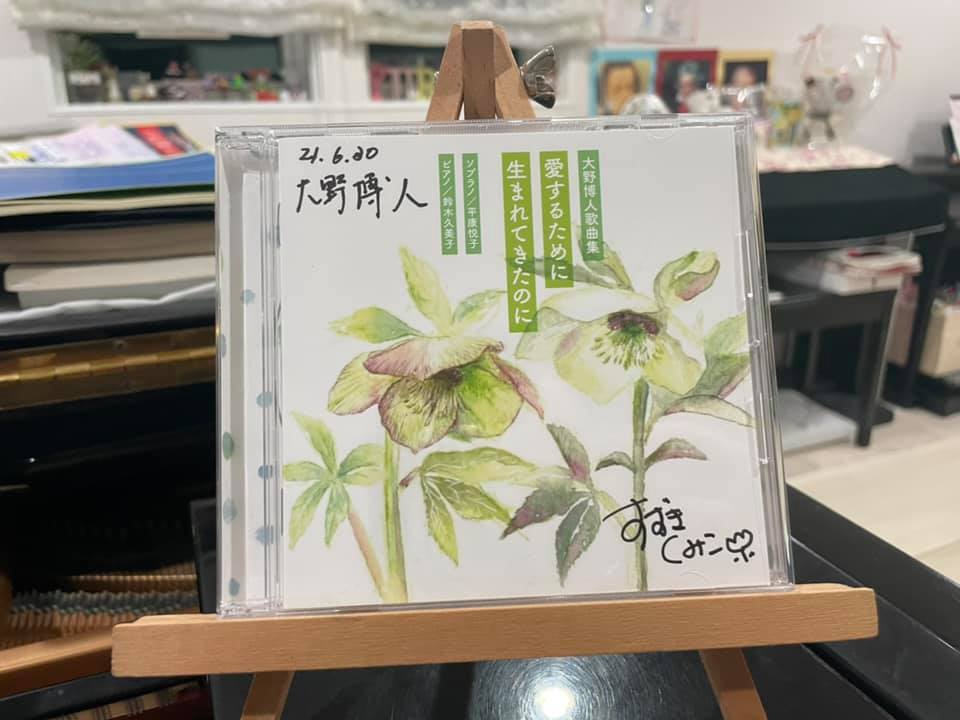 21.6.20
大野博人
大野博人歌曲集
愛するために
生まれてきたのに
ソプラノ／平康悦子
ピアノ／鈴木久美子
すずき
くみこ